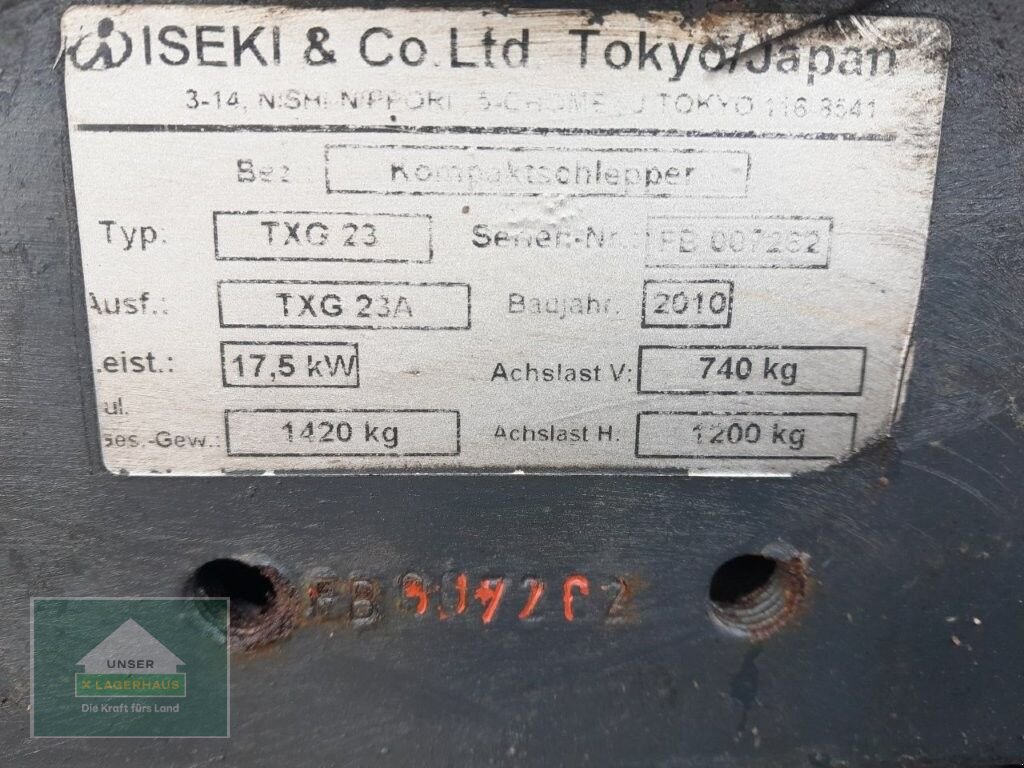 ISEKI & Co.Ltd. Tokyo/Japan
3-14, NISHI-NIPPORI, 5-CHOME, TOKYO 116 8541
Bez.: Kompaktschlepper
Typ: TXG 23 Serien-Nr.: FB 007282
Ausf.: TXG 23A Baujahr: 2010
Leist.: 17,5 kW Achslast V: 740 kg
zul.
Ges.-Gew.: 1420 kg Achslast H: 1200 kg
FB 007282
UNSER
X LAGERHAUS
Die Kraft fürs Land